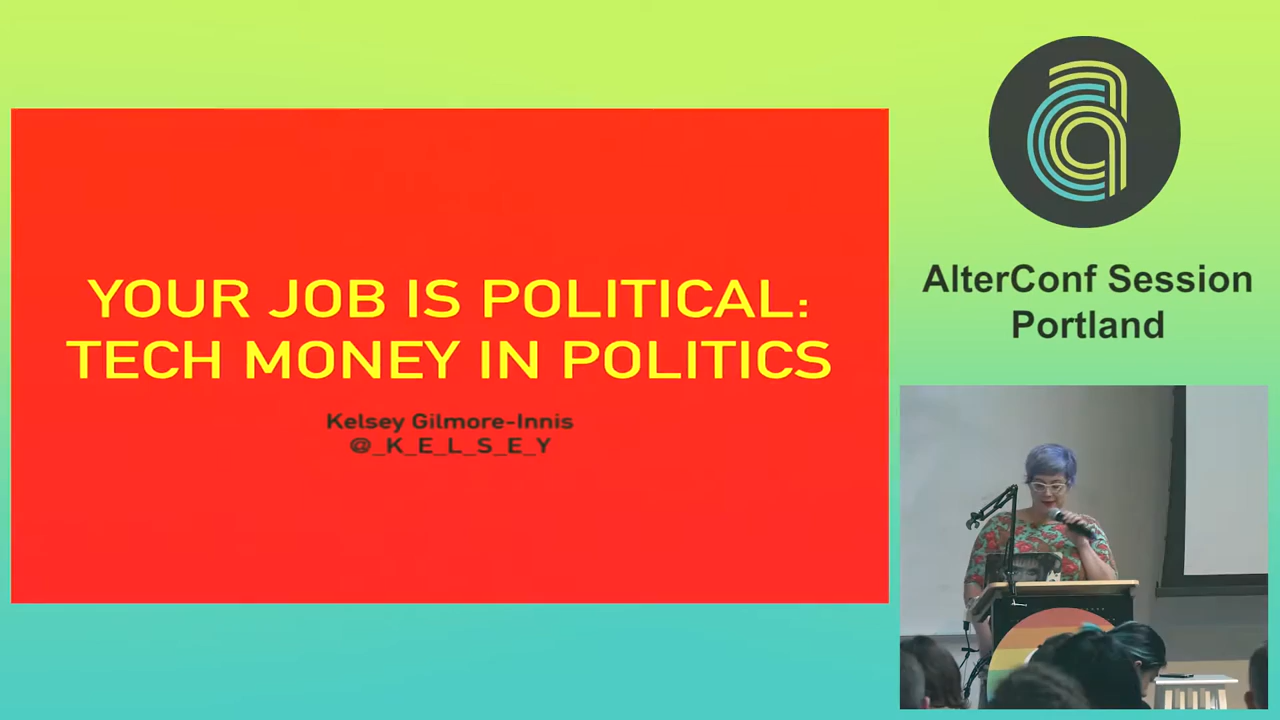 YOUR JOB IS POLITICAL:
TECH MONEY IN POLITICS
Kelsey Gilmore-Innis
@_K_E_L_S_E_Y
AlterConf Session
Portland